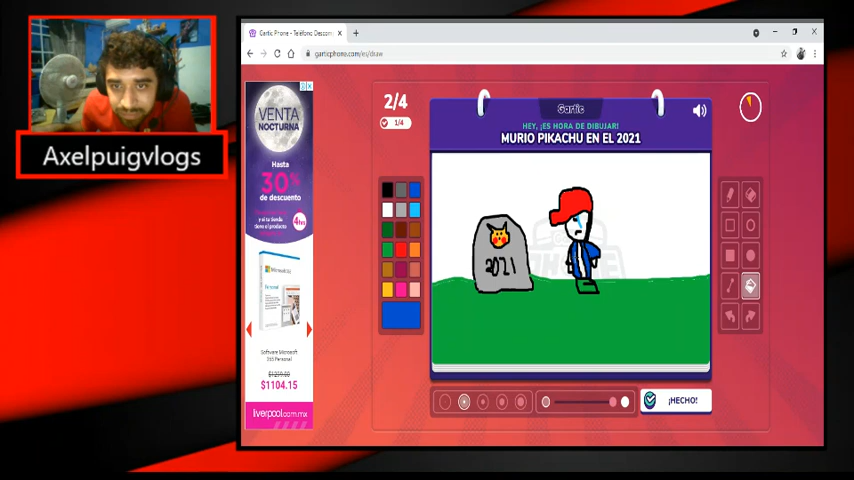 Gartic Phone - Teléfono Descom
garticphone.com/es/draw
Axelpuigvlogs
VENTA
NOCTURNA
Hasta
30%
de descuento
4hrs
Personal
Software Microsoft
365 Personal
$1104.15
liverpool.com.mx
2/4
1/4
Gartic
HEY, ¡ES HORA DE DIBUJAR!
MURIO PIKACHU EN EL 2021
2021
¡HECHO!